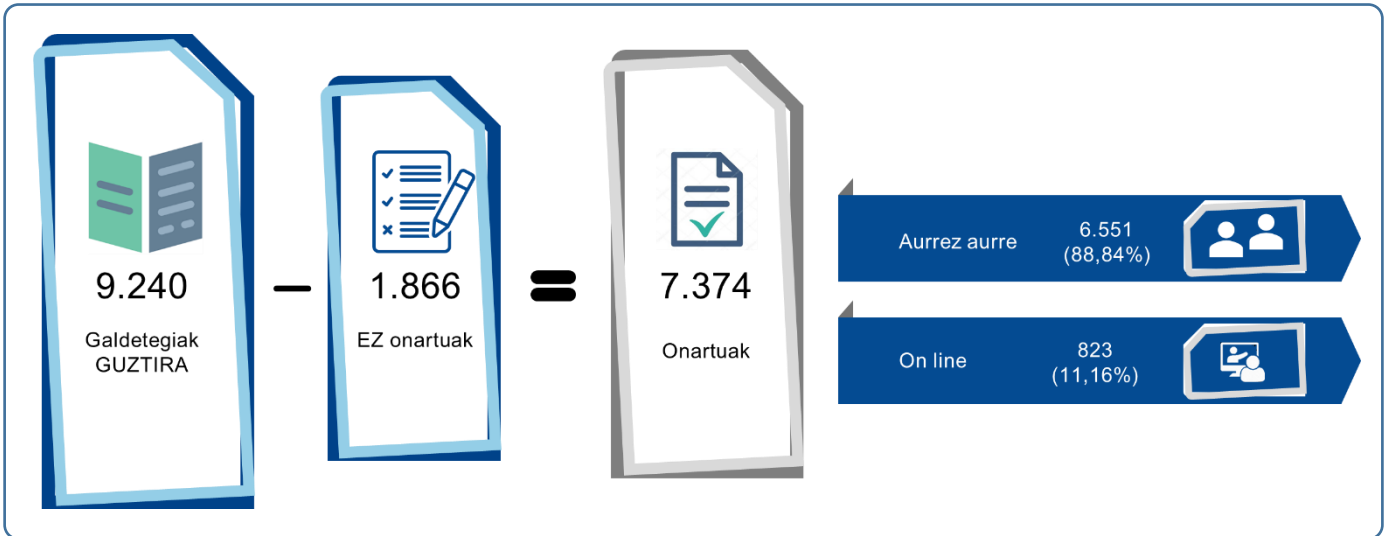 9.240
Galdetegiak
GUZTIRA
1.866
EZ onartuak
7.374
Onartuak
Aurrez aurre
6.551
(88,84%)
On line
823
(11,16%)